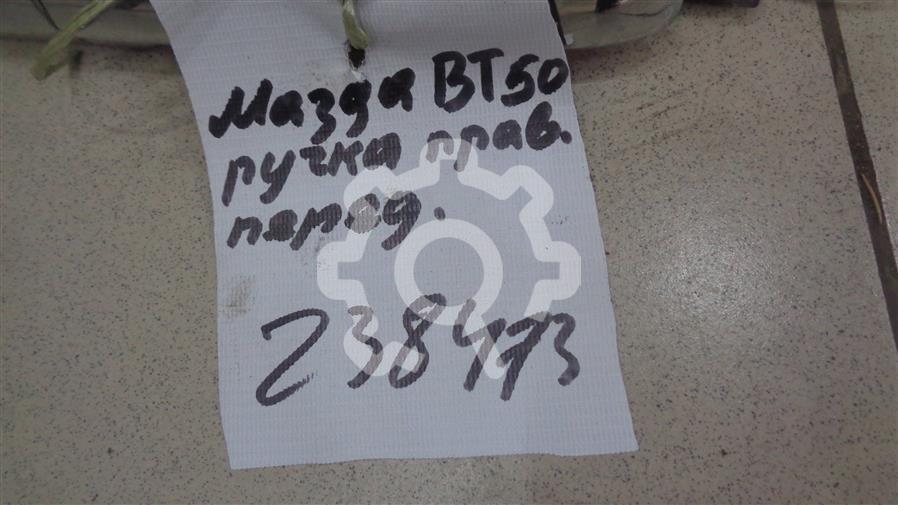 Мазда BT50
ручка прав.
перед.
238473